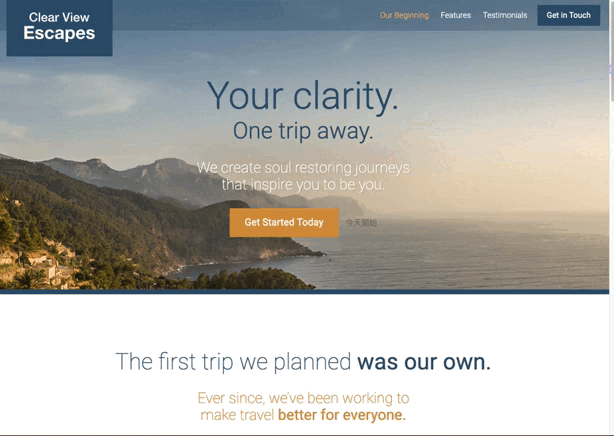 Clear View
Escapes
Our Beginning
Features
Testimonials
Get in Touch
Your clarity.
One trip away.
We create soul restoring journeys
that inspire you to be you.
Get Started Today
今天開始
The first trip we planned was our own.
Ever since, we've been working to
make travel better for everyone.